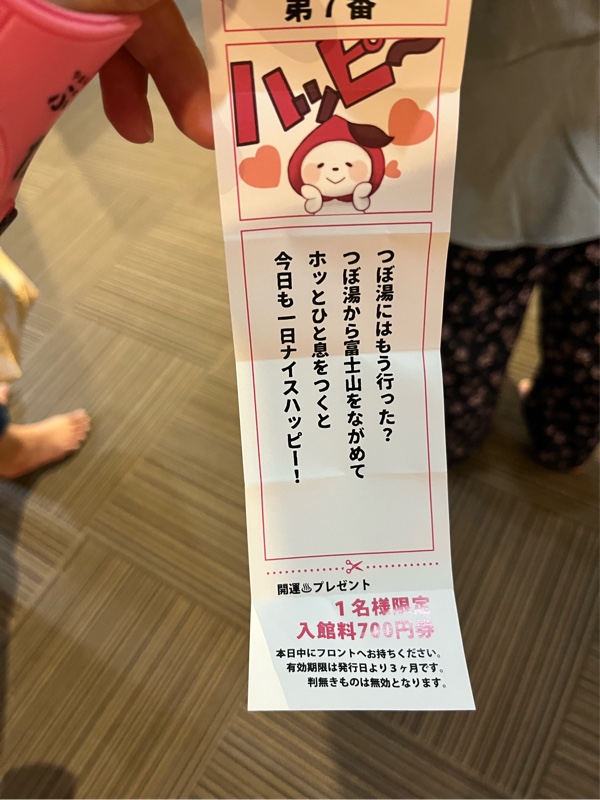 第7番
ハッピ〜
つぼ湯にはもう行った?
つぼ湯から富士山をながめて
ホッとひと息をつくと
今日も一日ナイスハッピー!
開運♨プレゼント
1名様限定
入館料700円券
本日中にフロントへお持ちください。
有効期限は発行日より3ヶ月です。
判無きものは無効となります。